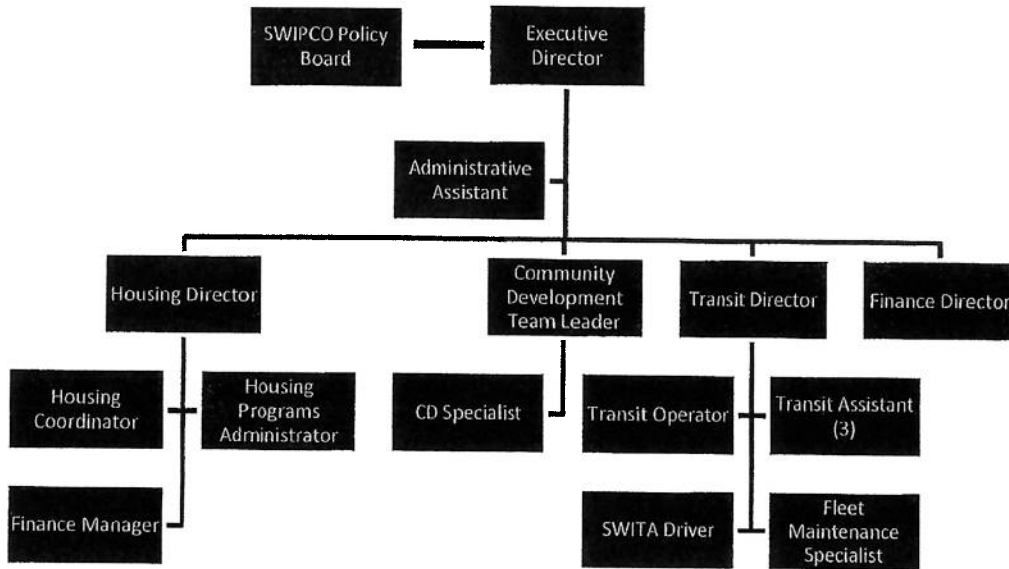 SWIPCO Policy
Board
Executive
Director
Administrative
Assistant
Housing Director
Community
Development
Team Leader
Transit Director
Finance Director
Housing
Coordinator
Housing
Programs
Administrator
CD Specialist
Transit Operator
Transit Assistant
(3)
Finance Manager
SWITA Driver
Fleet
Maintenance
Specialist